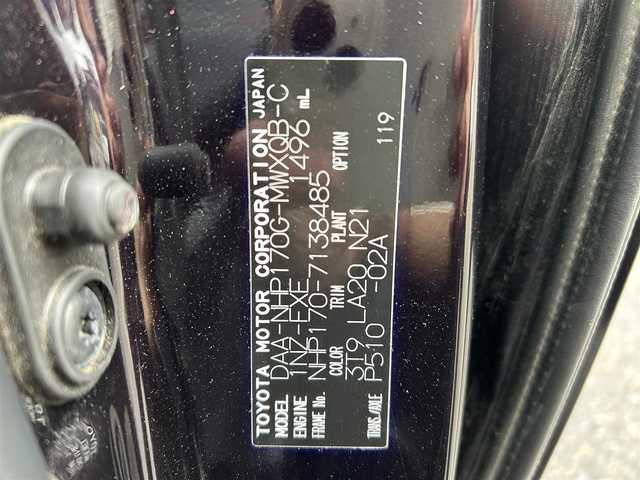 TOYOTA MOTOR CORPORATION JAPAN
MODEL DAA-NHP170G-MWXQB-C
ENGINE 1NZ-EXE 1496 mL
FRAME No. NHP170-7138485
COLOR TRIM PLANT OPTION
3T9 LA20 N21 119
TRANS/AXLE P510 -02A